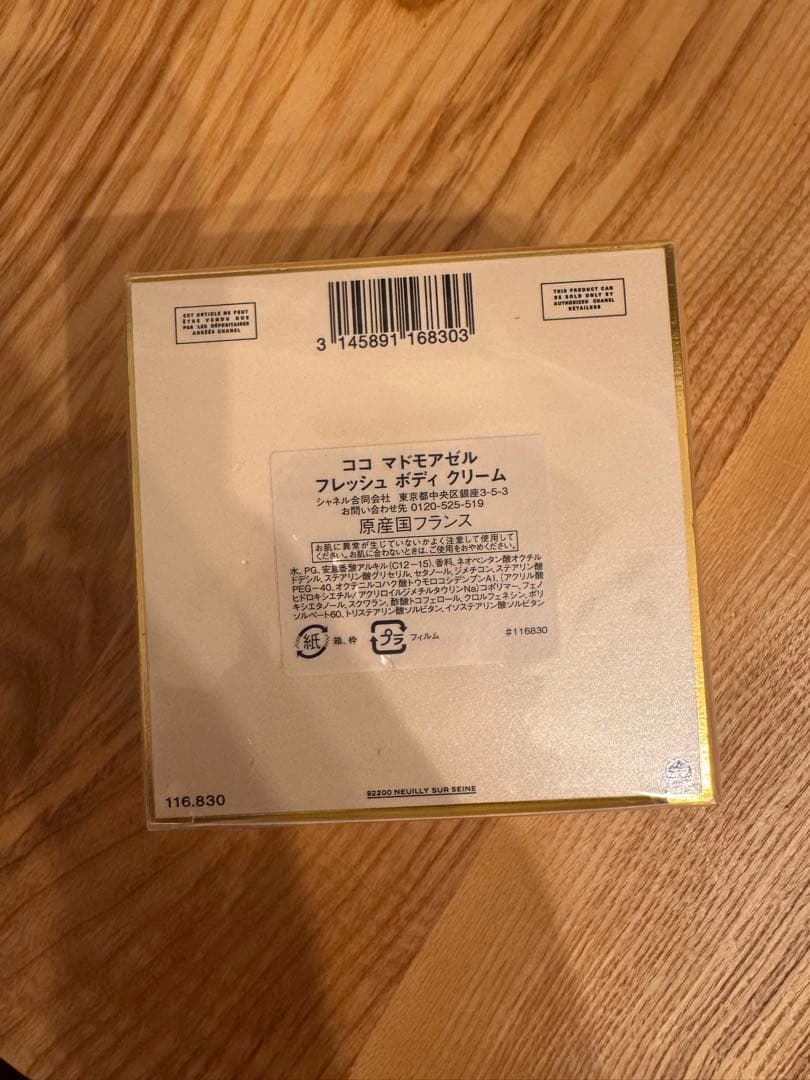 CET ARTICLE NE PEUT
ÊTRE VENDU QUE
PAR LES DÉPOSITAIRES
AGRÉÉS CHANEL
3 145891 168303
THIS PRODUCT CAN
BE SOLD ONLY BY
AUTHORIZED CHANEL
RETAILERS
ココ マドモアゼル
フレッシュ ボディ クリーム
シャネル合同会社 東京都中央区銀座3-5-3
お問い合わせ先 0120-525-519
原産国フランス
お肌に異常が生じていないかよく注意して使用して
ください。お肌に合わないときは、ご使用をおやめください。
水、PG、安息香酸アルキル(C12-15)、香料、ネオペンタン酸オクチル
ドデシル、ステアリン酸グリセリル、セタノール、ジメチコン、ステアリン酸
PEG-40、オクテニルコハク酸トウモロコシデンプンAl、(アクリル酸
ヒドロキシエチル/アクリロイルジメチルタウリンNa)コポリマー、フェノ
キシエタノール、スクワラン、酢酸トコフェロール、クロルフェネシン、ポリ
ソルベート60、トリステアリン酸ソルビタン、イソステアリン酸ソルビタン
紙 箱、枠 プラ フィルム #116830
116.830
92200 NEUILLY SUR SEINE